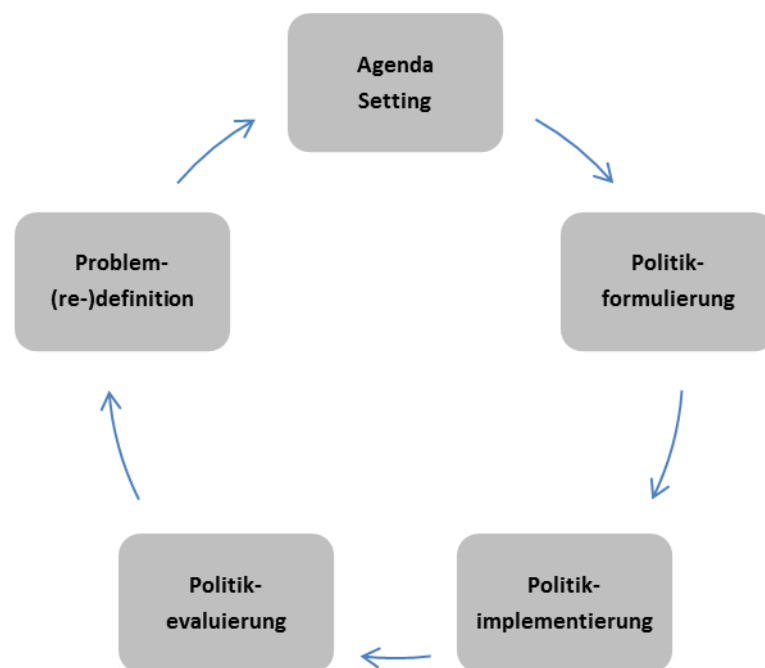 Agenda
Setting
Politik-
formulierung
Politik-
implementierung
Politik-
evaluierung
Problem-
(re-)definition